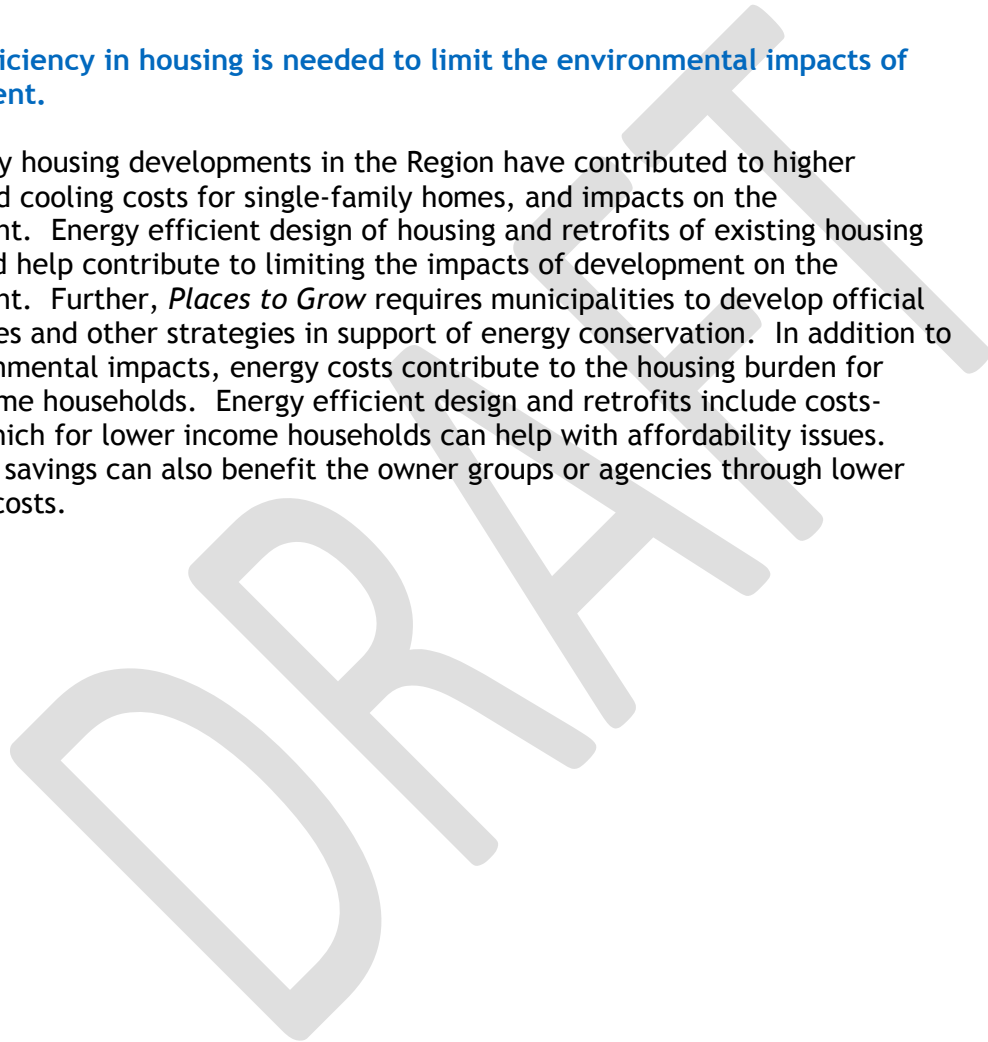 iciency in housing is needed to limit the environmental impacts of
ent.
y housing developments in the Region have contributed to higher
d cooling costs for single-family homes, and impacts on the
nt. Energy efficient design of housing and retrofits of existing housing
d help contribute to limiting the impacts of development on the
nt. Further, Places to Grow requires municipalities to develop official
es and other strategies in support of energy conservation. In addition to
nmental impacts, energy costs contribute to the housing burden for
me households. Energy efficient design and retrofits include costs-
hich for lower income households can help with affordability issues.
savings can also benefit the owner groups or agencies through lower
costs.
DRAFT